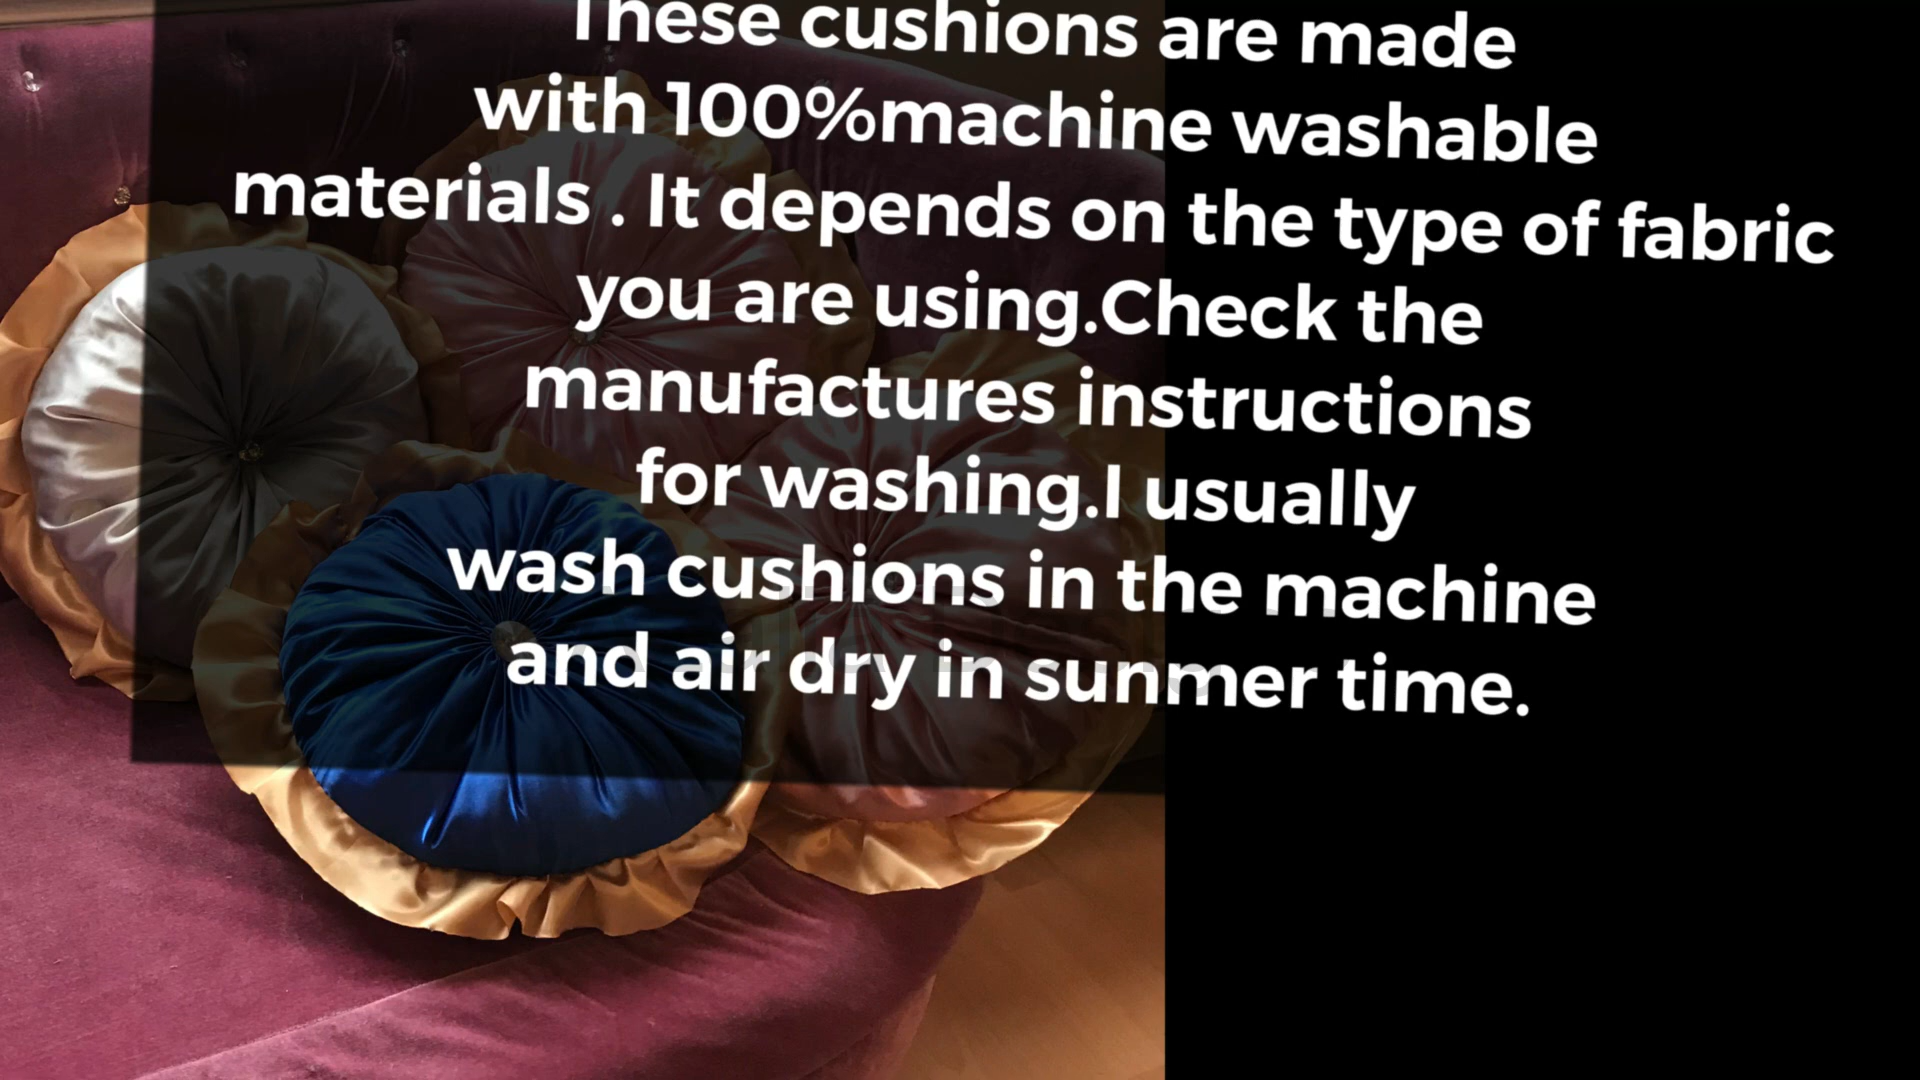 These cushions are made
with 100%machine washable
materials . It depends on the type of fabric
you are using.Check the
manufactures instructions
for washing.I usually
wash cushions in the machine
and air dry in sunmer time.